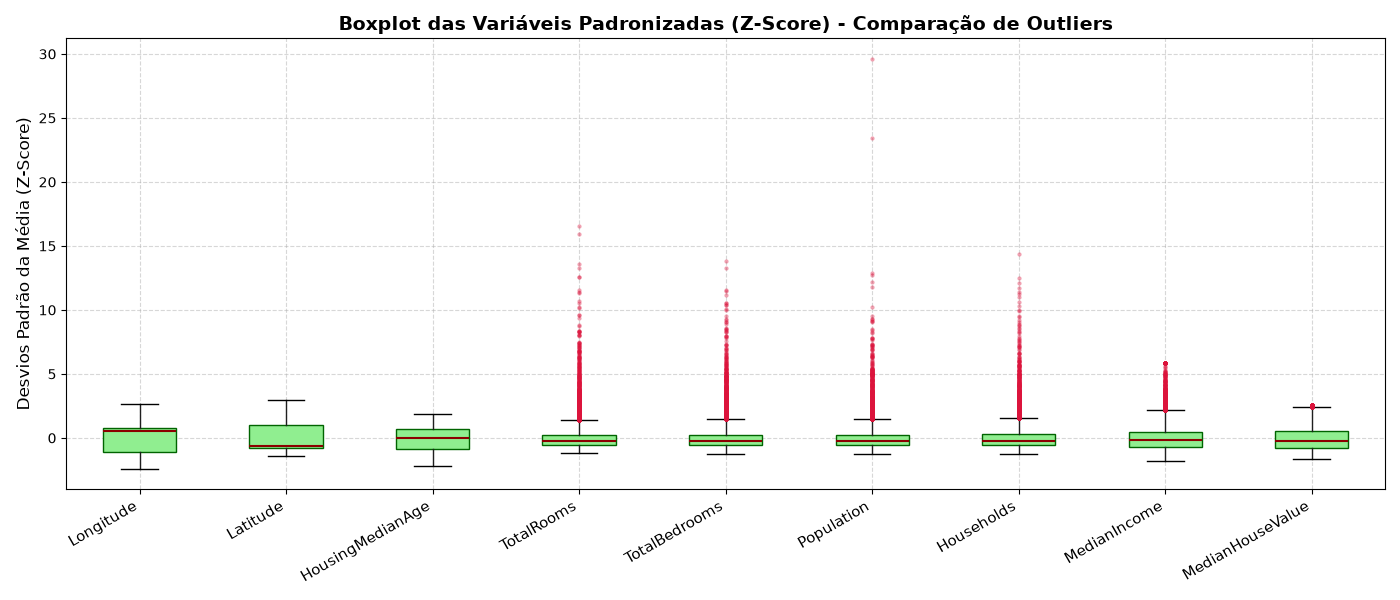 Boxplot das Variáveis Padronizadas (Z-Score) - Comparação de Outliers
Desvios Padrão da Média (Z-Score)
30
25
20
15
10
5
0
Longitude
Latitude
HousingMedianAge
TotalRooms
TotalBedrooms
Population
Households
MedianIncome
MedianHouseValue